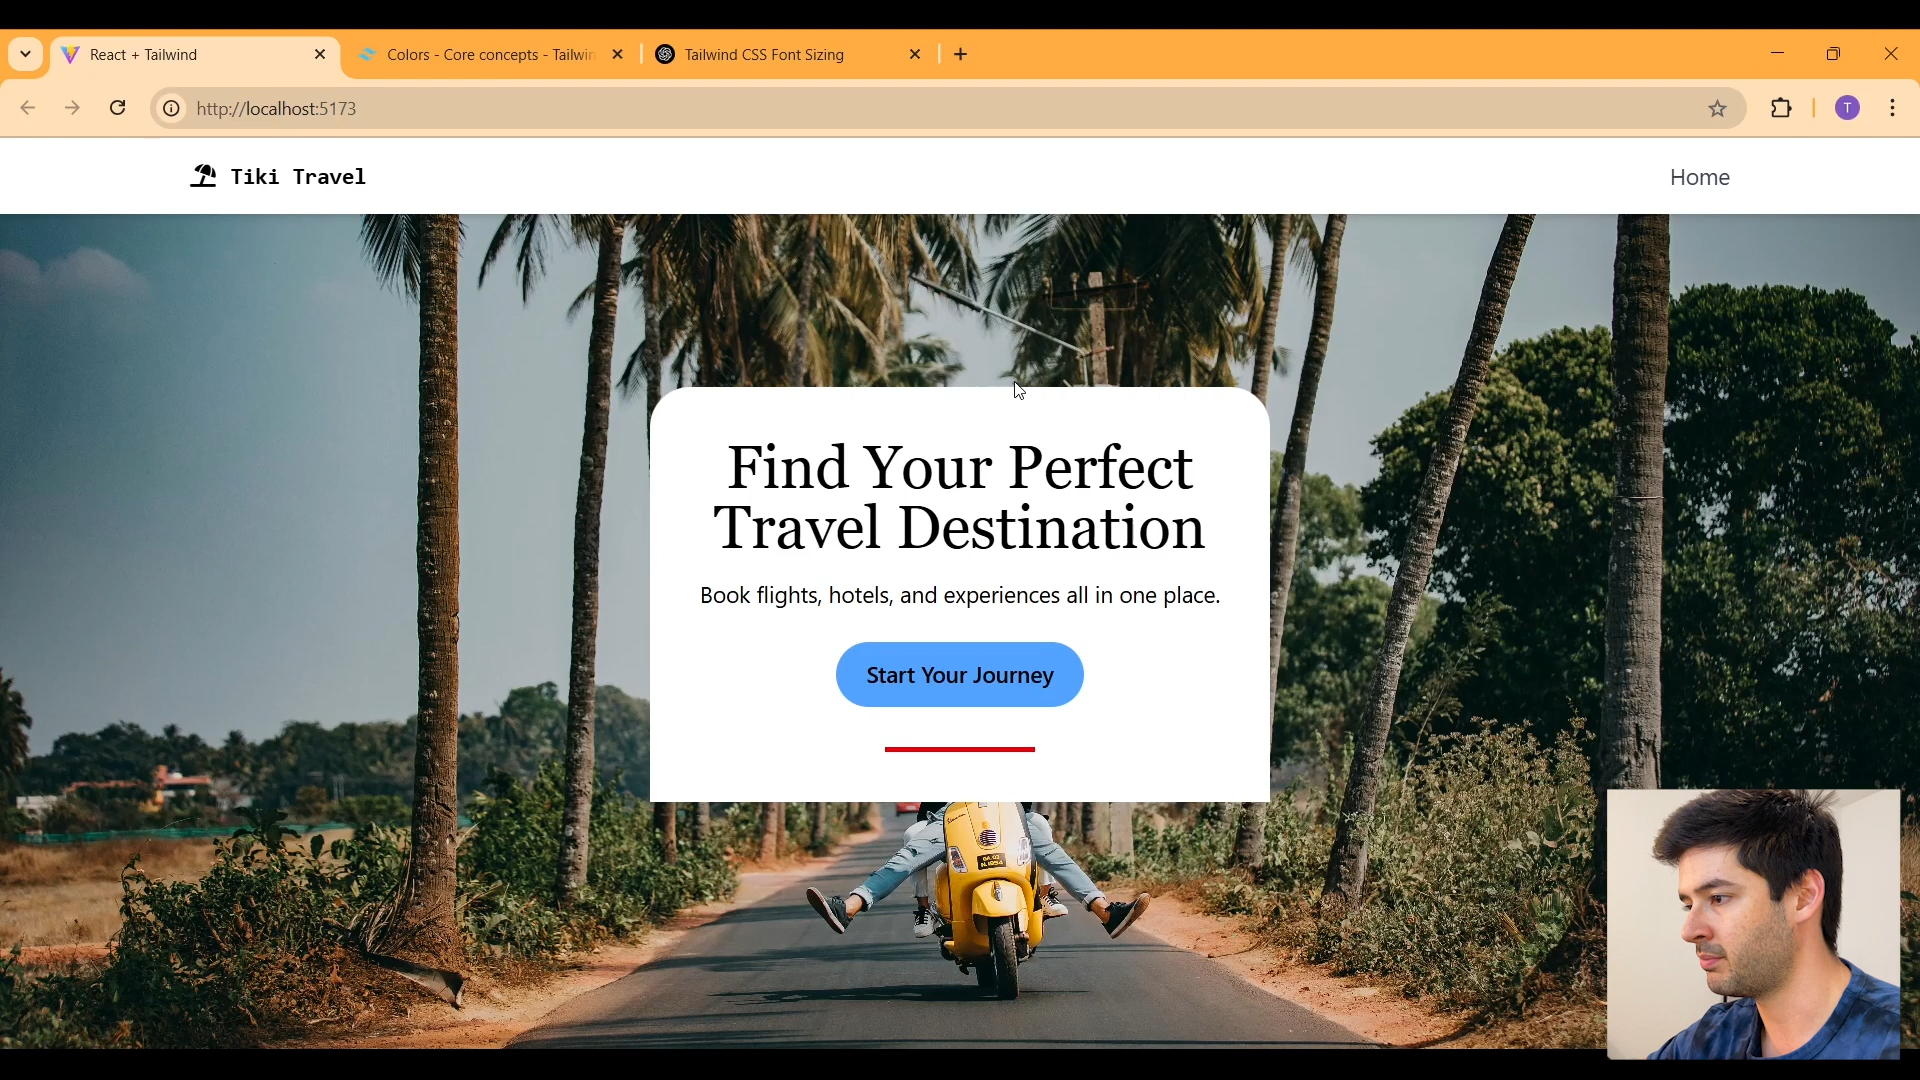 React + Tailwind
Colors - Core concepts - Tailwin
Tailwind CSS Font Sizing
http://localhost:5173
T
Tiki Travel
Home
Find Your Perfect
Travel Destination
Book flights, hotels, and experiences all in one place.
Start Your Journey